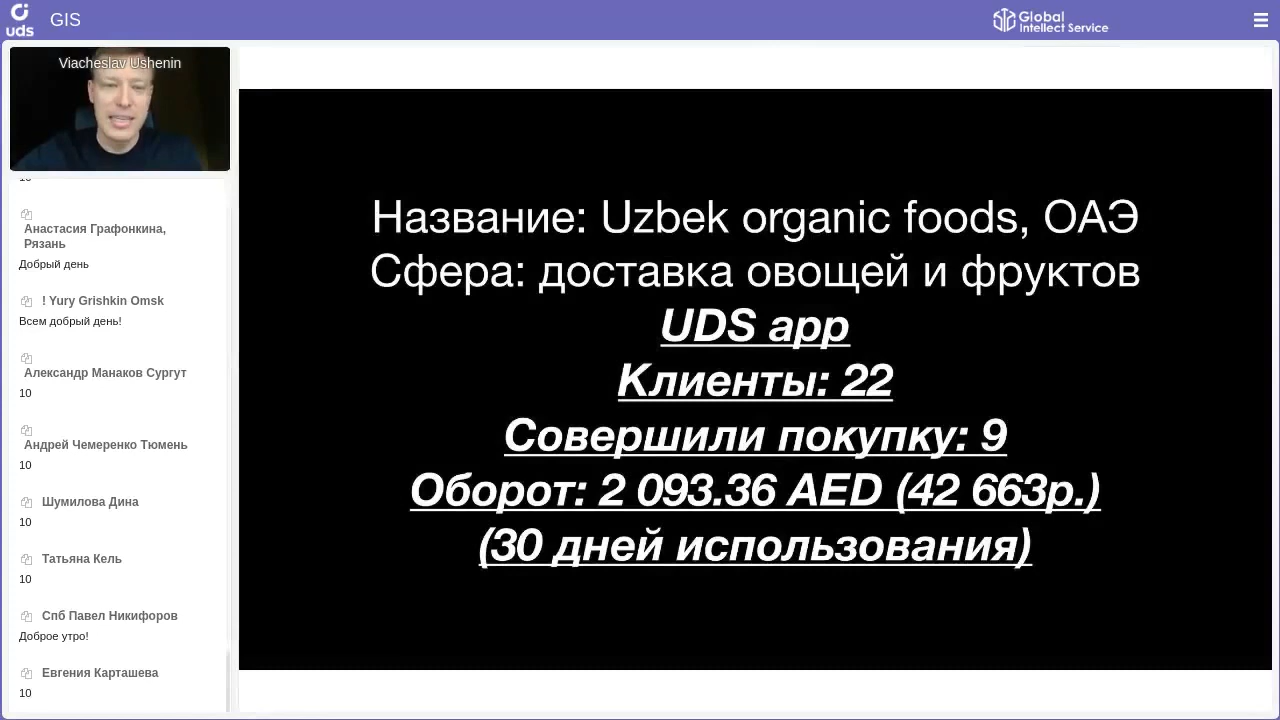 uds
GIS
Global
Intellect Service
Viacheslav Ushenin
Анастасия Графонкина,
Рязань
Добрый день
! Yury Grishkin Omsk
Всем добрый день!
Александр Манаков Сургут
10
Андрей Чемеренко Тюмень
10
Шумилова Дина
10
Татьяна Кель
10
Спб Павел Никифоров
Доброе утро!
Евгения Карташева
10
Название: Uzbek organic foods, ОАЭ
Сфера: доставка овощей и фруктов
UDS app
Клиенты: 22
Совершили покупку: 9
Оборот: 2 093.36 AED (42 663р.)
(30 дней использования)